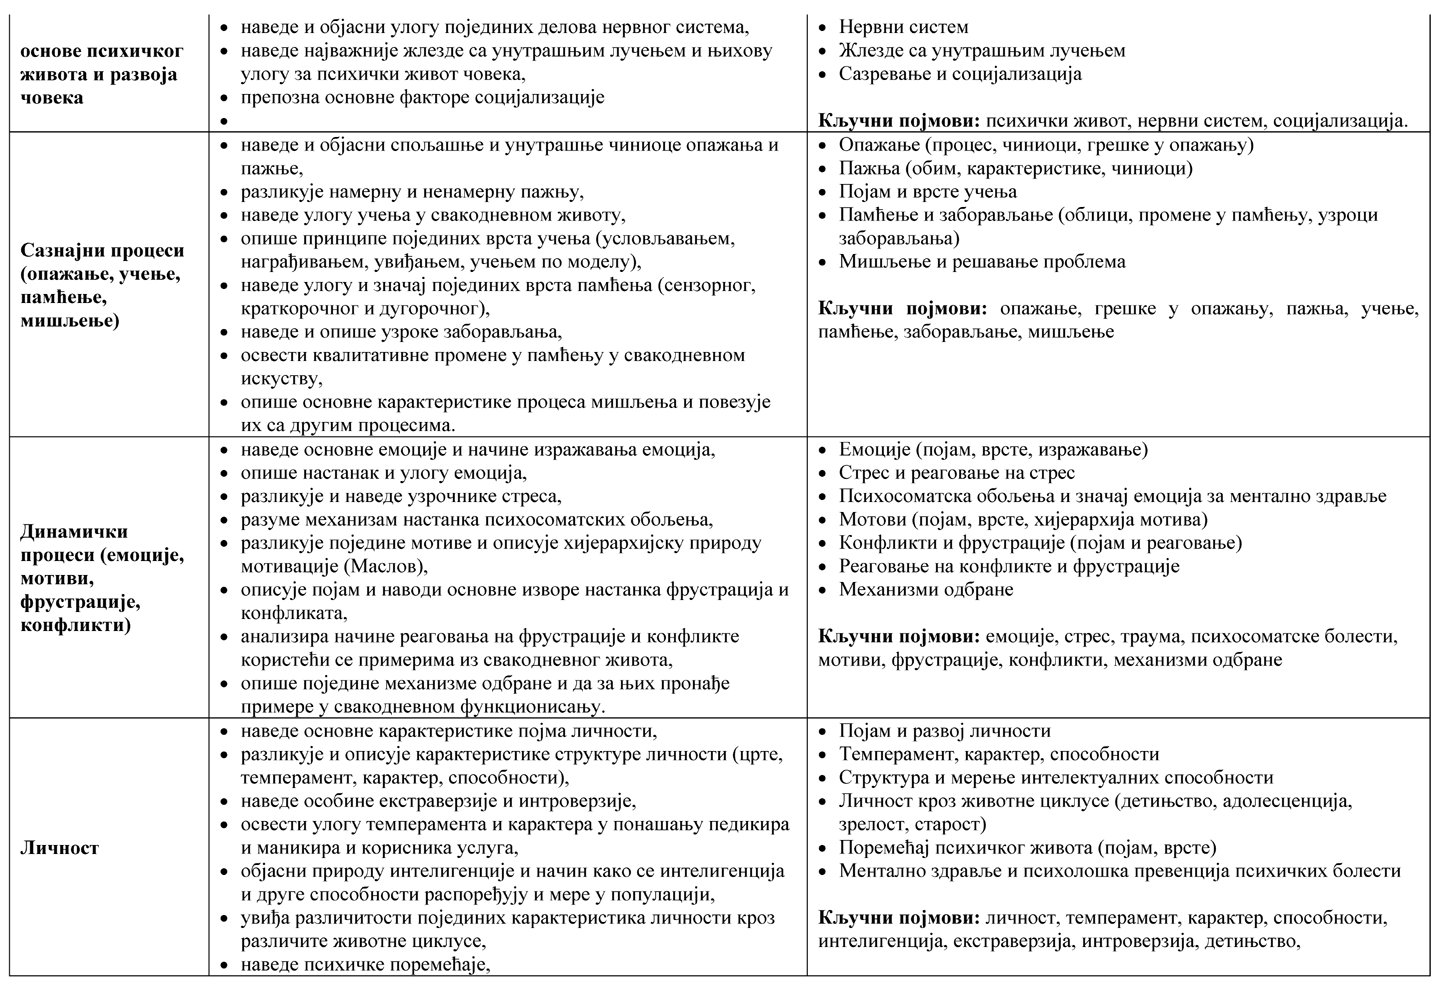 основе психичког
живота и развоја
човека
• наведе и објасни улогу појединих делова нервног система,
• наведе најважније жлезде са унутрашњим лучењем и њихову
улогу за психички живот човека,
• препозна основне факторе социјализације
•
• Нервни систем
• Жлезде са унутрашњим лучењем
• Сазревање и социјализација
Кључни појмови: психички живот, нервни систем, социјализација.
Сазнајни процеси
(опажање, учење,
памћење,
мишљење)
• наведе и објасни спољашње и унутрашње чиниоце опажања и
пажње,
• разликује намерну и ненамерну пажњу,
• наведе улогу учења у свакодневном животу,
• опише принципе појединих врста учења (условљавањем,
награђивањем, увиђањем, учењем по моделу),
• наведе улогу и значај појединих врста памћења (сензорног,
краткорочног и дугорочног),
• наведе и опише узроке заборављања,
• освести квалитативне промене у памћењу у свакодневном
искуству,
• опише основне карактеристике процеса мишљења и повезује
их са другим процесима.
• Опажање (процес, чиниоци, грешке у опажању)
• Пажња (обим, карактеристике, чиниоци)
• Појам и врсте учења
• Памћење и заборављање (облици, промене у памћењу, узроци
заборављања)
• Мишљење и решавање проблема
Кључни појмови: опажање, грешке у опажању, пажња, учење,
памћење, заборављање, мишљење
Динамички
процеси (емоције,
мотиви,
фрустрације,
конфликти)
• наведе основне емоције и начине изражавања емоција,
• опише настанак и улогу емоција,
• разликује и наведе узрочнике стреса,
• разуме механизам настанка психосоматских обољења,
• разликује поједине мотиве и описује хијерархијску природу
мотивације (Маслов),
• описује појам и наводи основне изворе настанка фрустрација и
конфликата,
• анализира начине реаговања на фрустрације и конфликте
користећи се примерима из свакодневног живота,
• опише поједине механизме одбране и да за њих пронађе
примере у свакодневном функционисању.
• Емоције (појам, врсте, изражавање)
• Стрес и реаговање на стрес
• Психосоматска обољења и значај емоција за ментално здравље
• Мотови (појам, врсте, хијерархија мотива)
• Конфликти и фрустрације (појам и реаговање)
• Реаговање на конфликте и фрустрације
• Механизми одбране
Кључни појмови: емоције, стрес, траума, психосоматске болести,
мотиви, фрустрације, конфликти, механизми одбране
Личност
• наведе основне карактеристике појма личности,
• разликује и описује карактеристике структуре личности (црте,
темперамент, карактер, способности),
• наведе особине екстраверзије и интроверзије,
• освести улогу темперамента и карактера у понашању педикира
и маникира и корисника услуга,
• објасни природу интелигенције и начин како се интелигенција
и друге способности распоређују и мере у популацији,
• увиђа различитости појединих карактеристика личности кроз
различите животне циклусе,
• наведе психичке поремећаје,
• Појам и развој личности
• Темперамент, карактер, способности
• Структура и мерење интелектуалних способности
• Личност кроз животне циклусе (детињство, адолесценција,
зрелост, старост)
• Поремећај психичког живота (појам, врсте)
• Ментално здравље и психолошка превенција психичких болести
Кључни појмови: личност, темперамент, карактер, способности,
интелигенција, екстраверзија, интроверзија, детињство,